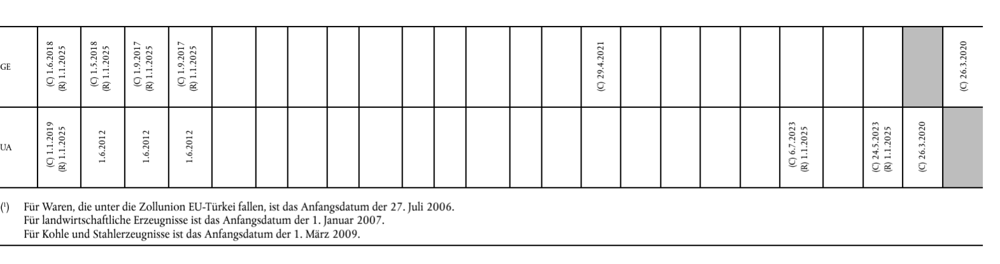 GE
(C) 1.6.2018
(R) 1.1.2025
(C) 1.5.2018
(R) 1.1.2025
(C) 1.9.2017
(R) 1.1.2025
(C) 1.9.2017
(R) 1.1.2025
(C) 29.4.2021
(C) 26.3.2020
UA
(C) 1.1.2019
(R) 1.1.2025
1.6.2012
1.6.2012
1.6.2012
(C) 6.7.2023
(R) 1.1.2025
(C) 24.5.2023
(R) 1.1.2025
(C) 26.3.2020
(¹) Für Waren, die unter die Zollunion EU-Türkei fallen, ist das Anfangsdatum der 27. Juli 2006.
Für landwirtschaftliche Erzeugnisse ist das Anfangsdatum der 1. Januar 2007.
Für Kohle und Stahlerzeugnisse ist das Anfangsdatum der 1. März 2009.